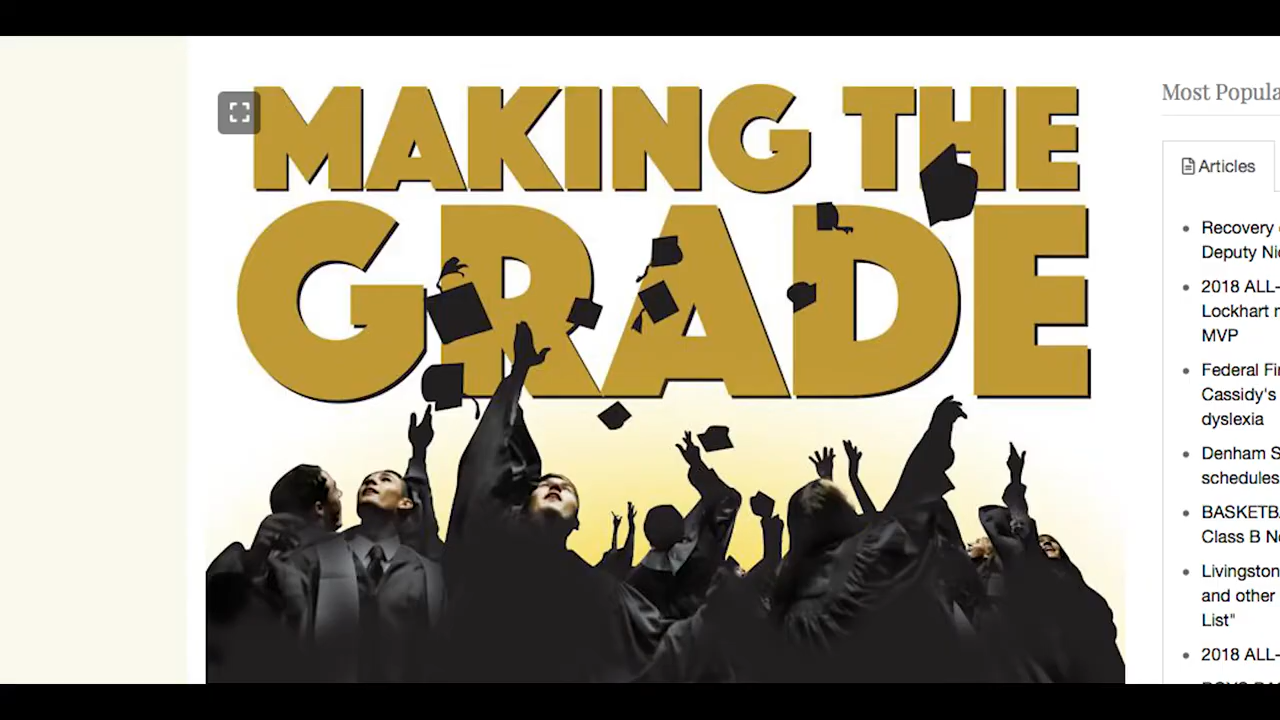 MAKING THE
GRADE
Most Popula
Articles
Recovery
Deputy Ni
2018 ALL-
Lockhart
MVP
Federal Fi
Cassidy's
dyslexia
Denham S
schedules
BASKETB
Class B N
Livingston
and other
List"
2018 ALL-